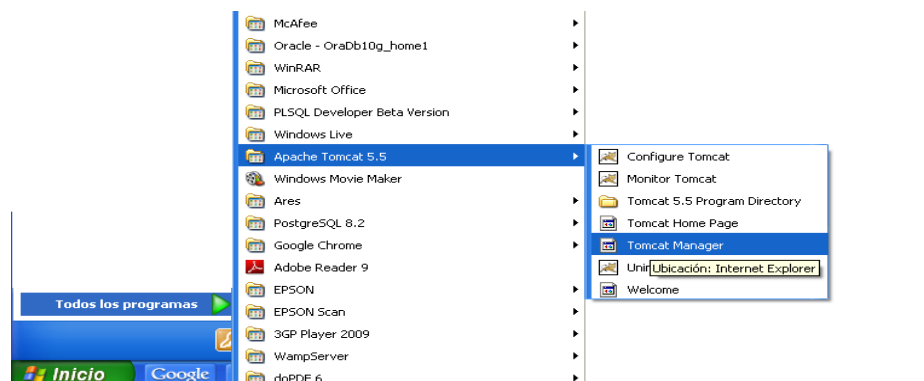 McAfee
Oracle - OraDb10g_home1
WinRAR
Microsoft Office
PLSQL Developer Beta Version
Windows Live
Apache Tomcat 5.5
Windows Movie Maker
Ares
PostgreSQL 8.2
Google Chrome
Adobe Reader 9
EPSON
EPSON Scan
3GP Player 2009
WampServer
doPDF 6
Configure Tomcat
Monitor Tomcat
Tomcat 5.5 Program Directory
Tomcat Home Page
Tomcat Manager
Ubicación: Internet Explorer
Welcome
Todos los programas
Inicio
Google